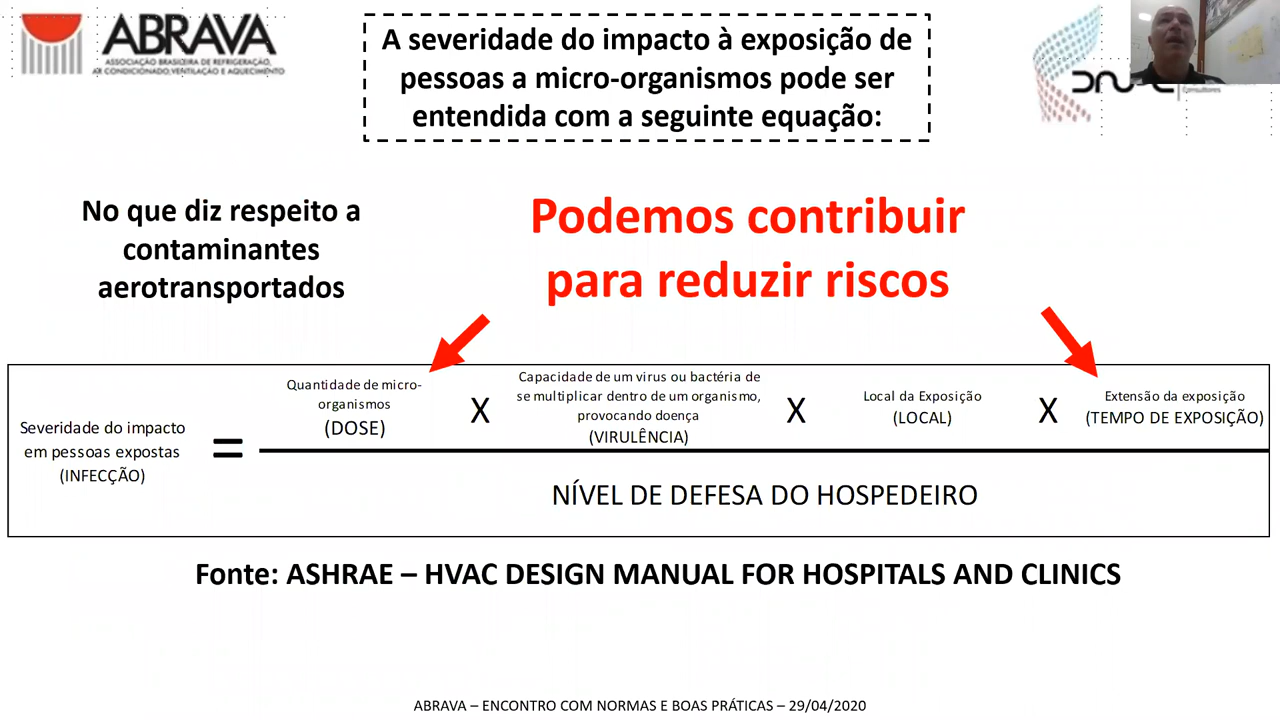 ABRAVA
ASSOCIAÇÃO BRASILEIRA DE REFRIGERAÇÃO,
AR CONDICIONADO, VENTILAÇÃO E AQUECIMENTO
A severidade do impacto à exposição de
pessoas a micro-organismos pode ser
entendida com a seguinte equação:
Consultores
No que diz respeito a
contaminantes
aerotransportados
Podemos contribuir
para reduzir riscos
Severidade do impacto
em pessoas expostas
(INFECÇÃO)
=
Quantidade de micro-
organismos
(DOSE)
X
Capacidade de um virus ou bactéria de
se multiplicar dentro de um organismo,
provocando doença
(VIRULÊNCIA)
X
Local da Exposição
(LOCAL)
X
Extensão da exposição
(TEMPO DE EXPOSIÇÃO)
NÍVEL DE DEFESA DO HOSPEDEIRO
Fonte: ASHRAE – HVAC DESIGN MANUAL FOR HOSPITALS AND CLINICS
ABRAVA – ENCONTRO COM NORMAS E BOAS PRÁTICAS – 29/04/2020